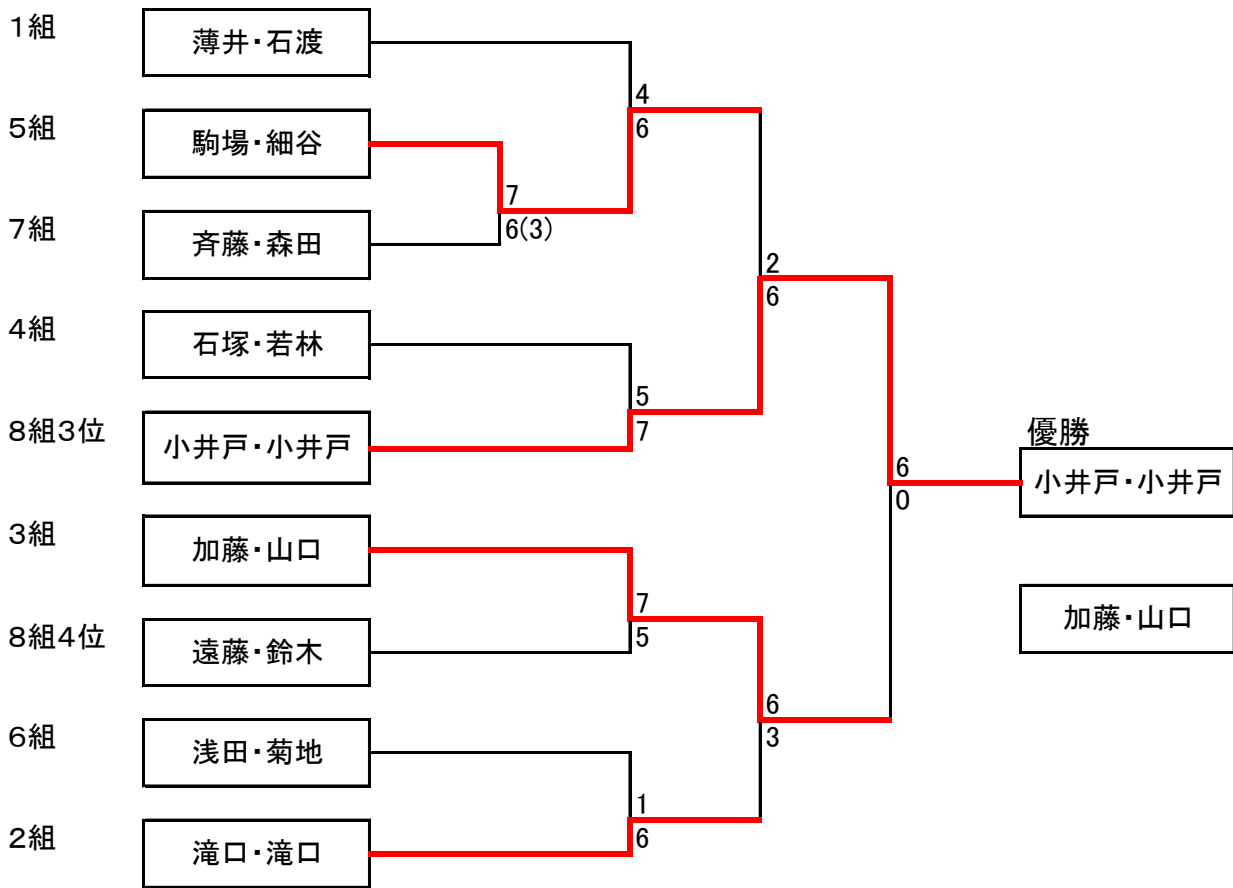 1組
薄井・石渡
4
6
5組
駒場・細谷
7
6(3)
7組
斉藤・森田
2
6
4組
石塚・若林
5
7
8組3位
小井戸・小井戸
優勝
小井戸・小井戸
6
0
3組
加藤・山口
7
5
加藤・山口
8組4位
遠藤・鈴木
6
3
6組
浅田・菊地
1
6
2組
滝口・滝口